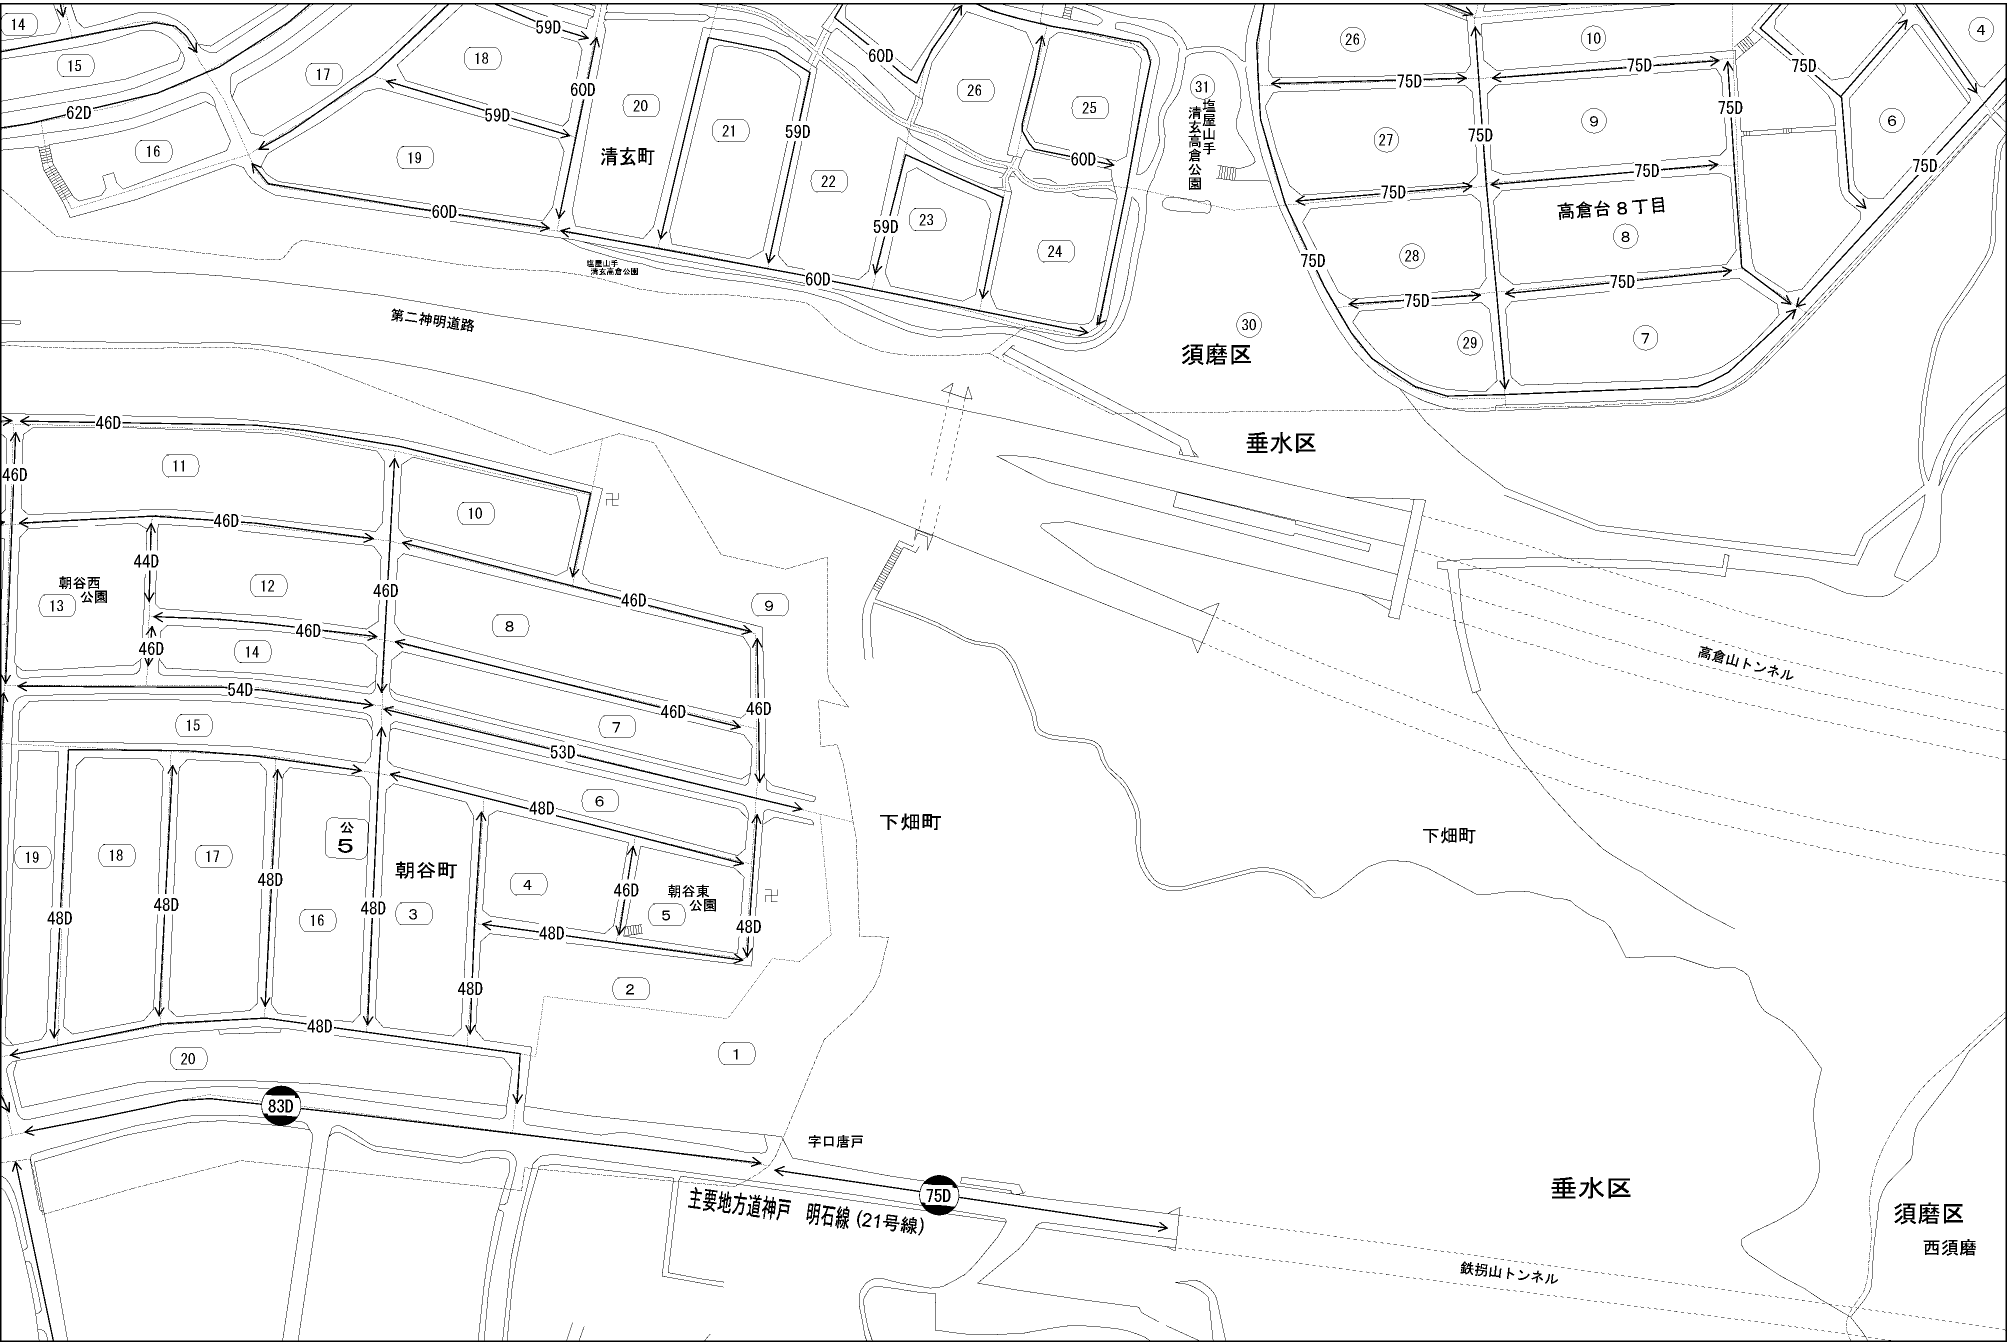 14
59D
15
62D
16
17
18
59D
60D
20
19
60D
清玄町
21
59D
22
60D
26
25
60D
23
59D
24
60D
塩屋山手
清玄高倉公園
31
塩屋山手
清玄高倉公園
26
75D
10
75D
75D
4
27
75D
9
75D
6
75D
75D
75D
高倉台8丁目
8
28
75D
75D
75D
29
7
30
須磨区
第二神明道路
垂水区
46D
46D
11
46D
10
44D
朝谷西
公園
13
12
46D
46D
46D
46D
14
8
46D
9
54D
46D
46D
7
15
53D
6
48D
下畑町
下畑町
高倉山トンネル
19
18
17
公
5
朝谷町
4
46D
朝谷東
公園
5
48D
48D
48D
16
48D
3
48D
48D
48D
2
48D
20
1
83D
字口唐戸
75D
主要地方道神戸 明石線(21号線)
垂水区
須磨区
西須磨
鉄拐山トンネル